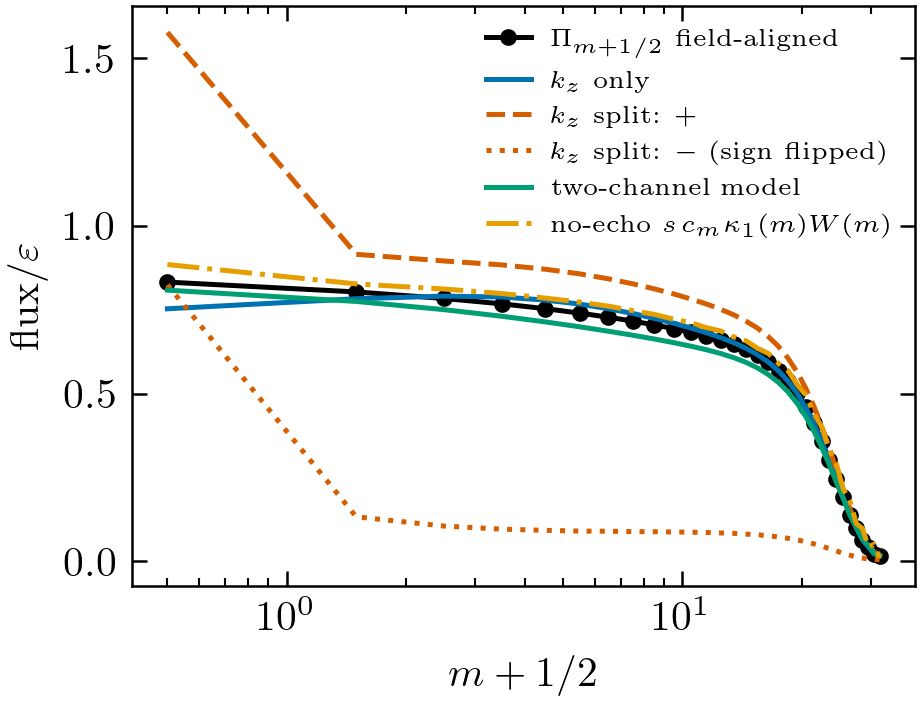 Π_{m+1/2} field-aligned
k_z only
k_z split: +
k_z split: − (sign flipped)
two-channel model
no-echo s c_m κ_1(m)W(m)
flux/ε
1.5
1.0
0.5
0.0
10^0
10^1
m + 1/2